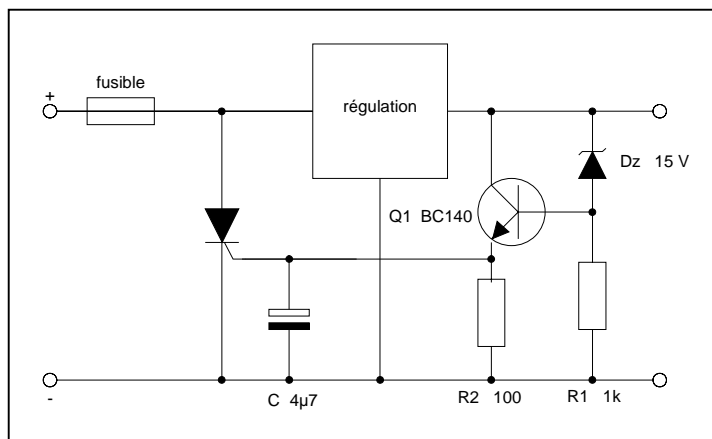 fusible
+
régulation
Dz 15 V
Q1 BC140
-
C 4µ7
R2 100
R1 1k